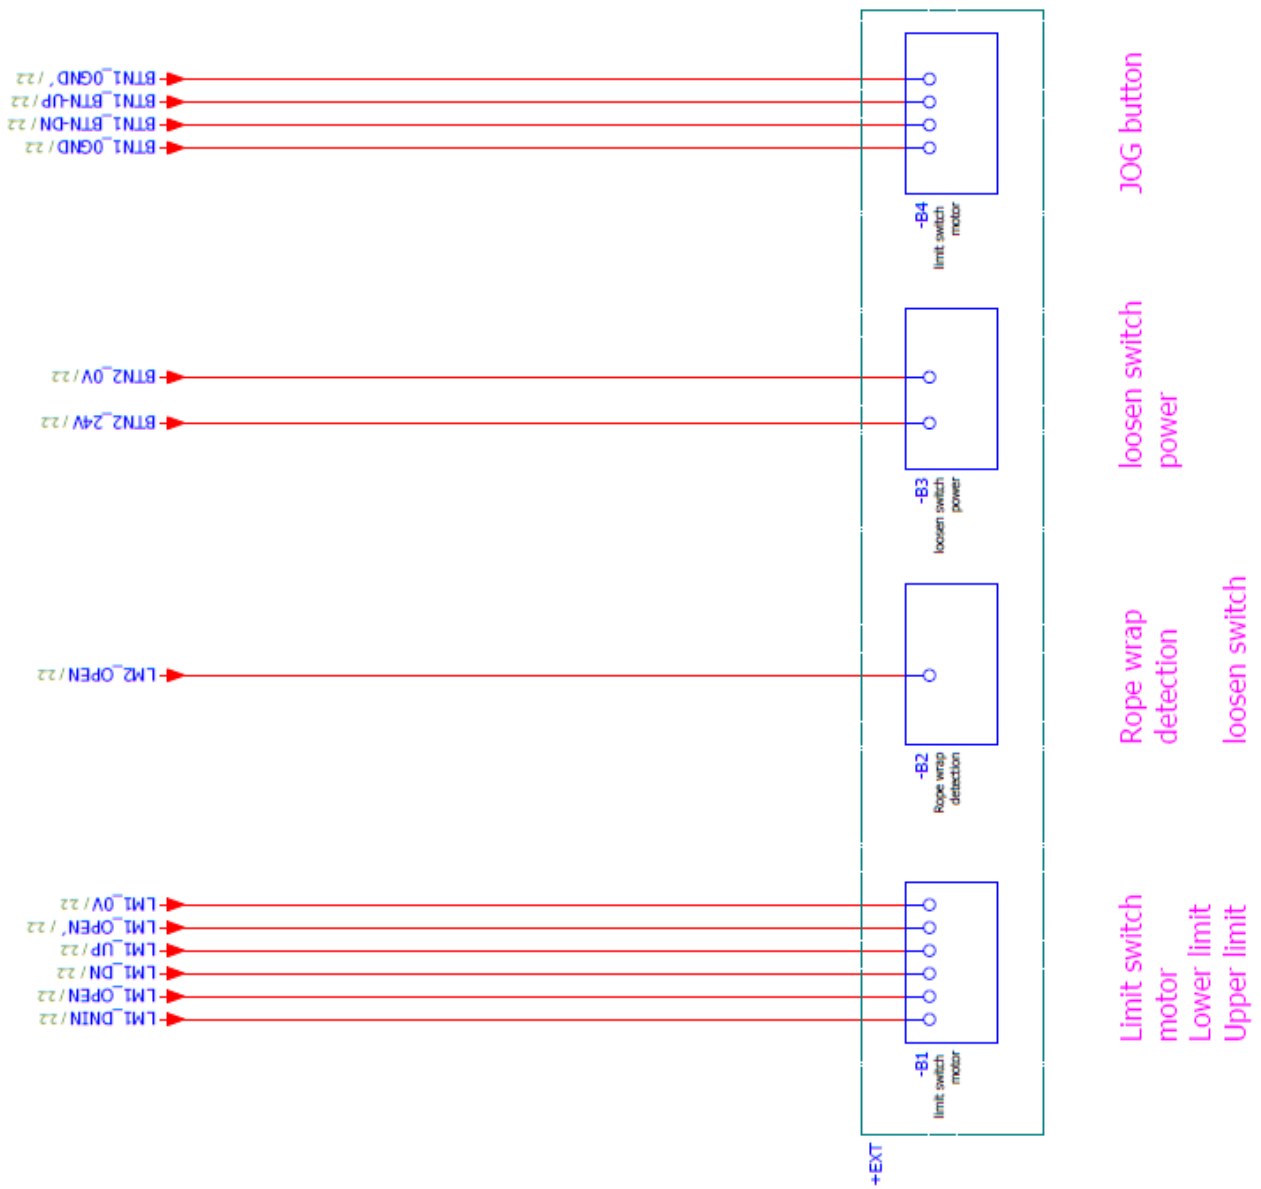 BTN1_0GND'/22
BTN1_BTN-UP/22
BTN1_BTN-DN/22
BTN1_0GND/22
-B4
limit switch
motor
JOG button
BTN2_0V/22
BTN2_24V/22
-B3
loosen switch
power
loosen switch
power
LM2_OPEN/22
-B2
Rope wrap
detection
Rope wrap
detection
loosen switch
LM1_0V/22
LM1_OPEN'/22
LM1_UP/22
LM1_DN/22
LM1_OPEN/22
LM1_DNIN/22
-B1
limit switch
motor
Limit switch
motor
Lower limit
Upper limit
+EXT